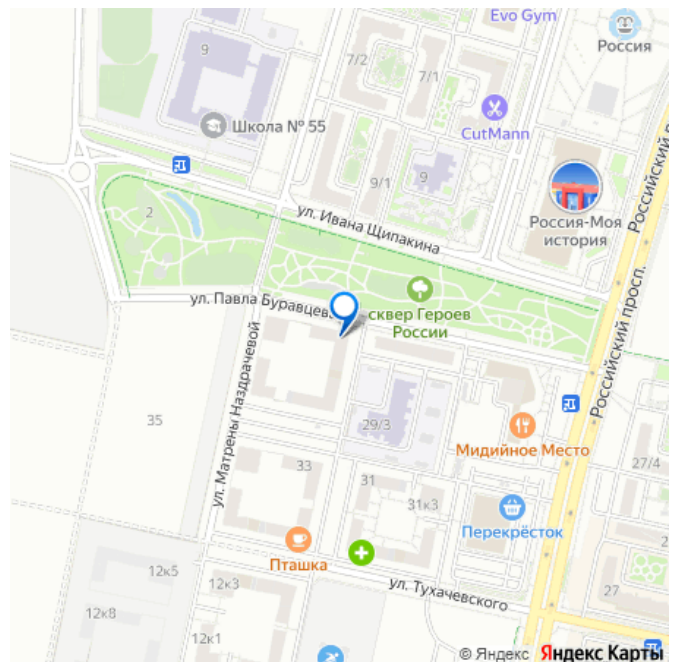 Evo Gym
Россия
9
7/2
7/1
Школа № 55
CutMann
9/1
9
Российский п
2
ул. Ивана Щипакина
Россия-Моя
история
ул. Павла Буравцева
сквер Героев
России
Российский просп.
ул. Матрены Наздрачевой
35
29/3
Мидийное Место
27/4
33
31
31к3
Перекрёсток
Пташка
2
12к5
12к3
ул. Тухачевского
27
12к8
12к1
© Яндекс Яндекс Карты